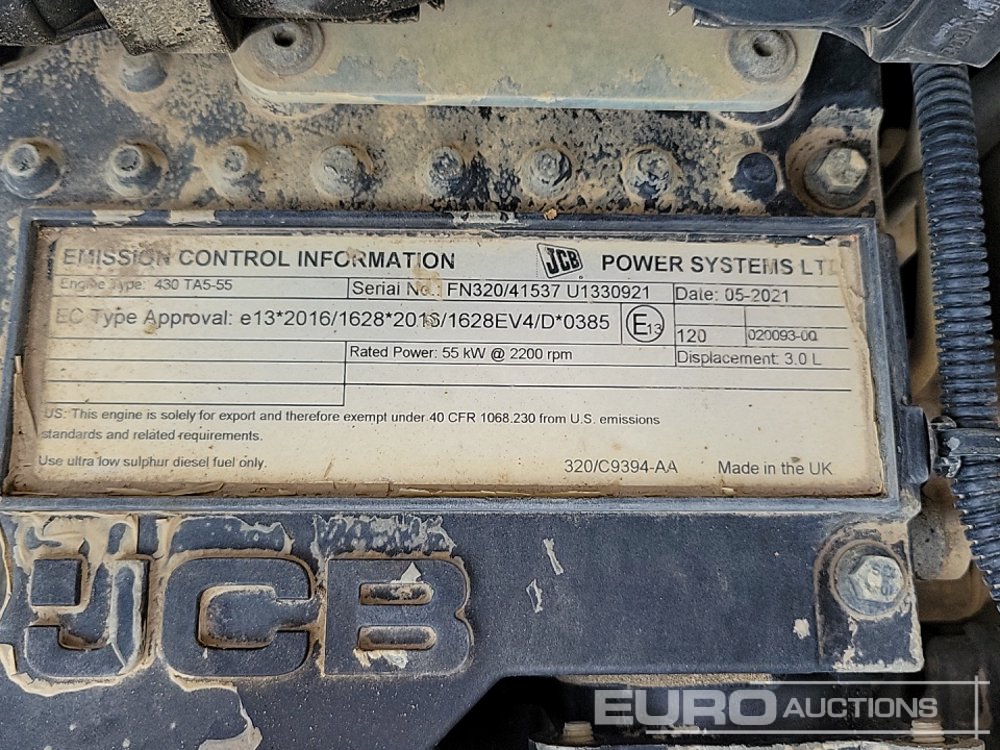 EMISSION CONTROL INFORMATION JCB POWER SYSTEMS LT
Engine Type: 430 TA5-55 Serial No.: FN320/41537 U1330921 Date: 05-2021
EC Type Approval: e13*2016/1628*2016/1628EV4/D*0385 E13
120 020093-00
Rated Power: 55 kW @ 2200 rpm Displacement: 3.0 L
US: This engine is solely for export and therefore exempt under 40 CFR 1068.230 from U.S. emissions
standards and related requirements.
Use ultra low sulphur diesel fuel only. 320/C9394-AA Made in the UK
JCB
EURO AUCTIONS